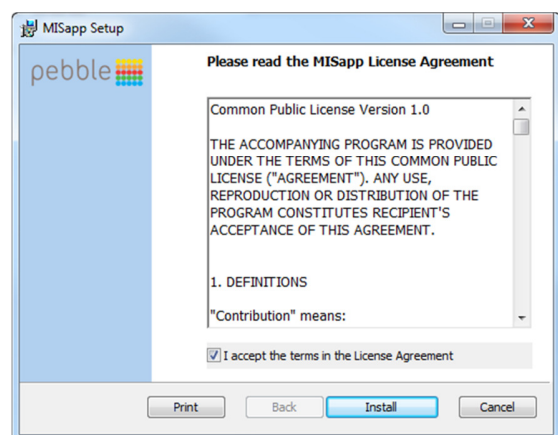 MISapp Setup
pebble
Please read the MISapp License Agreement
Common Public License Version 1.0
THE ACCOMPANYING PROGRAM IS PROVIDED
UNDER THE TERMS OF THIS COMMON PUBLIC
LICENSE ("AGREEMENT"). ANY USE,
REPRODUCTION OR DISTRIBUTION OF THE
PROGRAM CONSTITUTES RECIPIENT'S
ACCEPTANCE OF THIS AGREEMENT.
1. DEFINITIONS
"Contribution" means:
I accept the terms in the License Agreement
Print Back Install Cancel